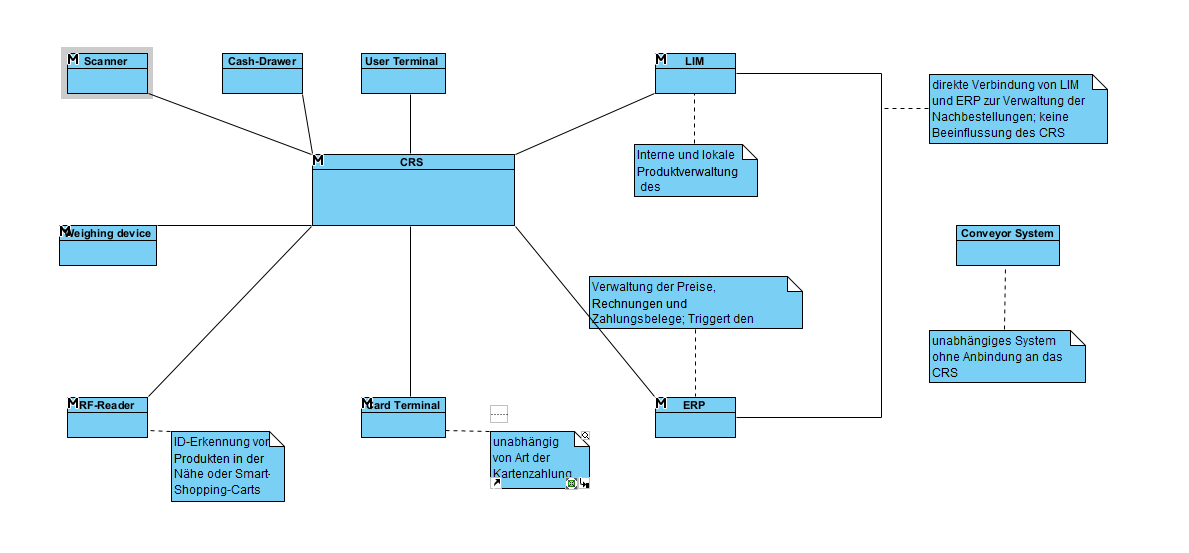 Scanner
Cash-Drawer
User Terminal
LIM
direkte Verbindung von LIM
und ERP zur Verwaltung der
Nachbestellungen; keine
Beeinflussung des CRS
Interne und lokale
Produktverwaltung
des
CRS
Weighing device
Conveyor System
Verwaltung der Preise,
Rechnungen und
Zahlungsbelege; Triggert den
unabhängiges System
ohne Anbindung an das
CRS
RF-Reader
Card Terminal
ERP
ID-Erkennung von
Produkten in der
Nähe oder Smart-
Shopping-Carts
unabhängig
von Art der
Kartenzahlung